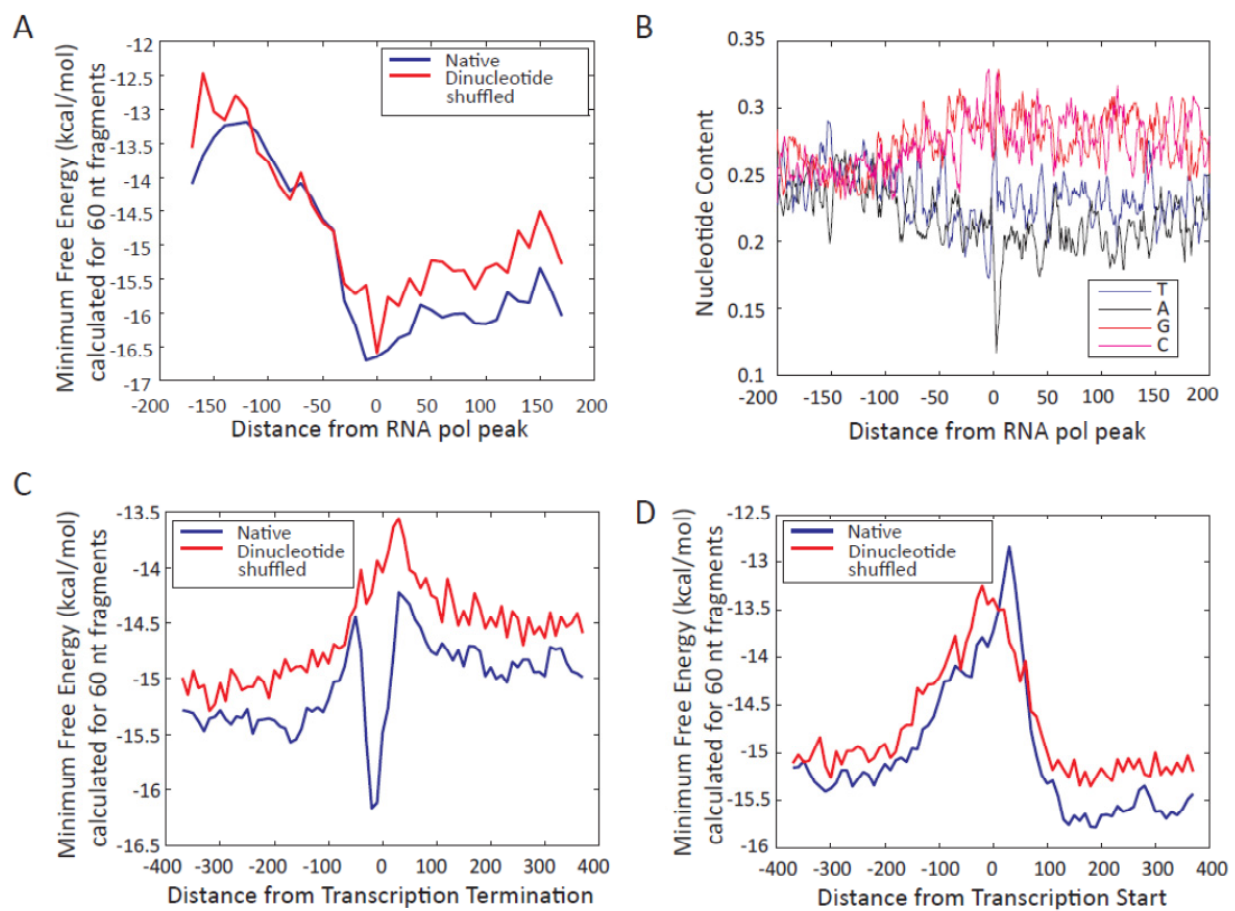 A
Minimum Free Energy (kcal/mol)
calculated for 60 nt fragments
-12
-12.5
-13
-13.5
-14
-14.5
-15
-15.5
-16
-16.5
-17
Native
Dinucleotide
shuffled
-200 -150 -100 -50 0 50 100 150 200
Distance from RNA pol peak
B
Nucleotide Content
0.35
0.3
0.25
0.2
0.15
0.1
T
A
G
C
-200 -150 -100 -50 0 50 100 150 200
Distance from RNA pol peak
C
Minimum Free Energy (kcal/mol)
calculated for 60 nt fragments
-13.5
-14
-14.5
-15
-15.5
-16
-16.5
Native
Dinucleotide
shuffled
-400 -300 -200 -100 0 100 200 300 400
Distance from Transcription Termination
D
Minimum Free Energy (kcal/mol)
calculated for 60 nt fragments
-12.5
-13
-13.5
-14
-14.5
-15
-15.5
-16
Native
Dinucleotide
shuffled
-400 -300 -200 -100 0 100 200 300 400
Distance from Transcription Start